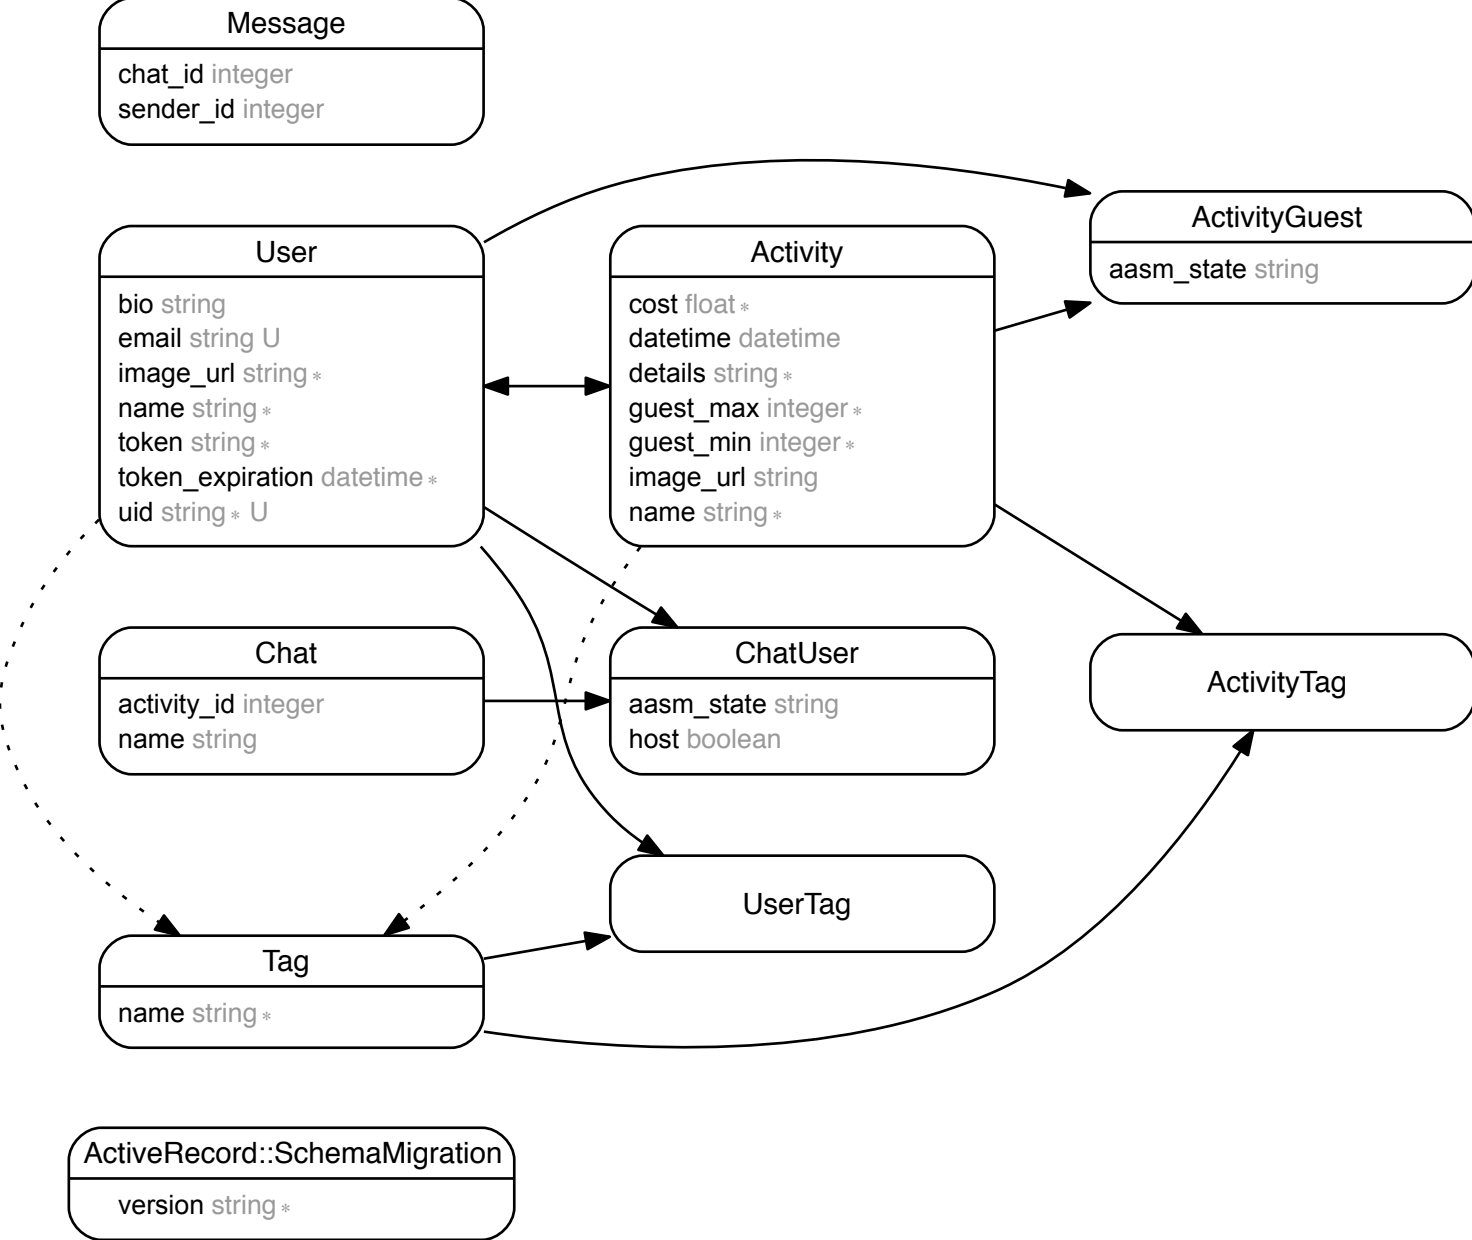 Message
chat_id integer
sender_id integer
User
bio string
email string U
image_url string *
name string *
token string *
token_expiration datetime *
uid string * U
Activity
cost float *
datetime datetime
details string *
guest_max integer *
guest_min integer *
image_url string
name string *
ActivityGuest
aasm_state string
Chat
activity_id integer
name string
ChatUser
aasm_state string
host boolean
ActivityTag
UserTag
Tag
name string *
ActiveRecord::SchemaMigration
version string *